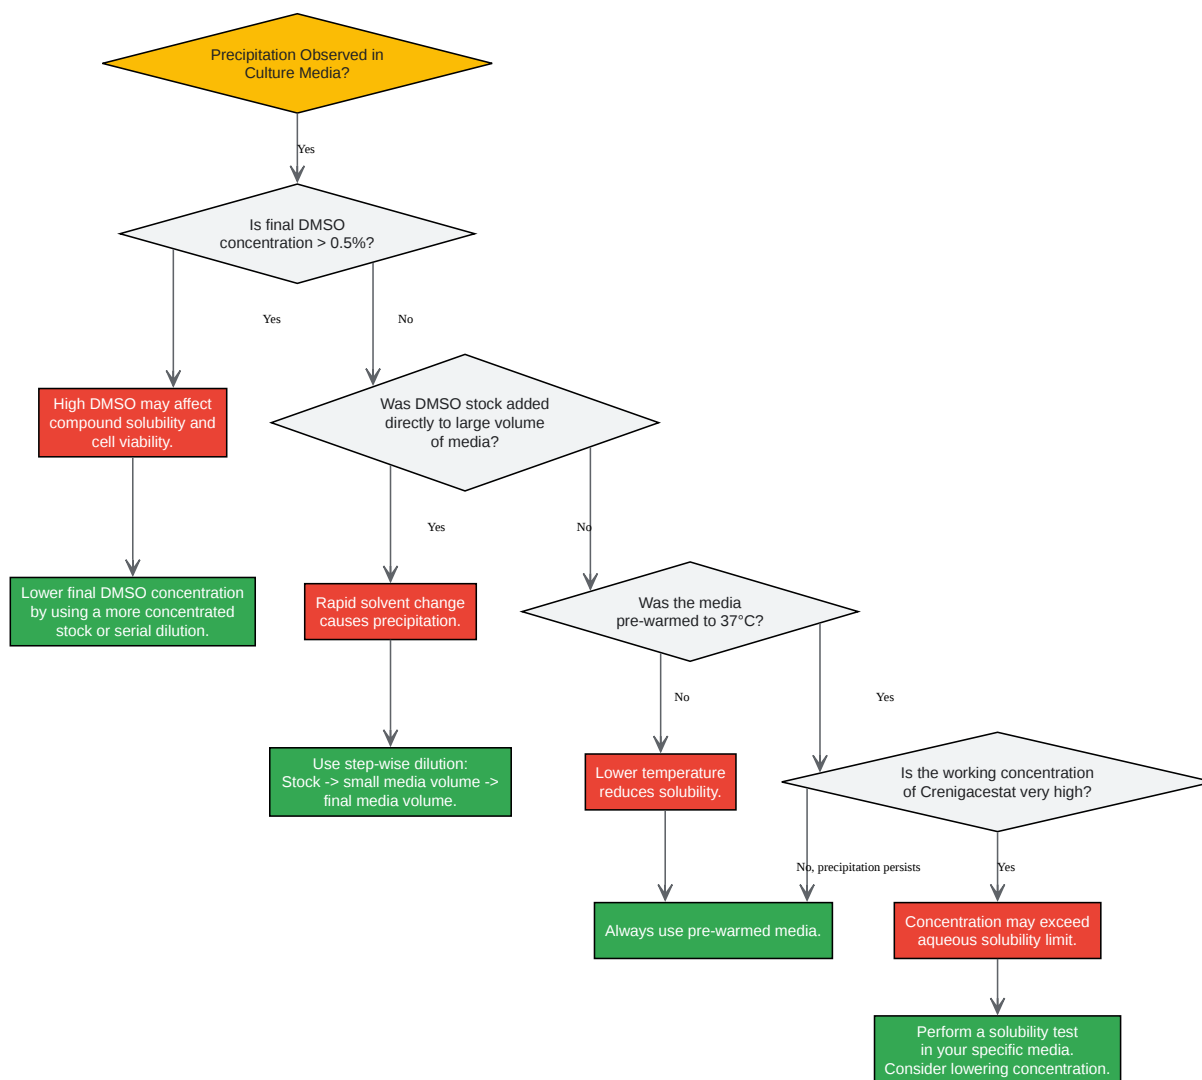 Precipitation Observed in
Culture Media?
Yes
Is final DMSO
concentration > 0.5%?
Yes
No
High DMSO may affect
compound solubility and
cell viability.
Was DMSO stock added
directly to large volume
of media?
Yes
No
Lower final DMSO concentration
by using a more concentrated
stock or serial dilution.
Rapid solvent change
causes precipitation.
Was the media
pre-warmed to 37°C?
No
Yes
Use step-wise dilution:
Stock -> small media volume ->
final media volume.
Lower temperature
reduces solubility.
Is the working concentration
of Crenigacestat very high?
No, precipitation persists
Yes
Always use pre-warmed media.
Concentration may exceed
aqueous solubility limit.
Perform a solubility test
in your specific media.
Consider lowering concentration.